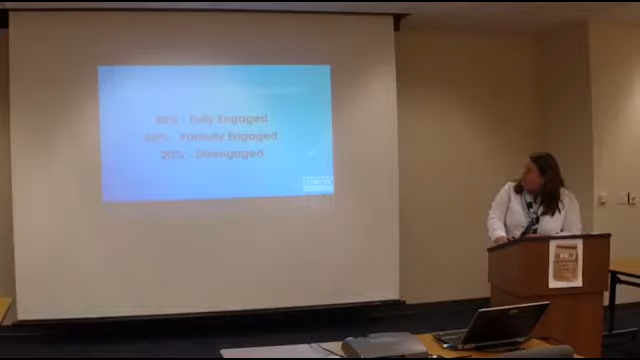 30% - Fully Engaged
50% - Partially Engaged
20% - Disengaged